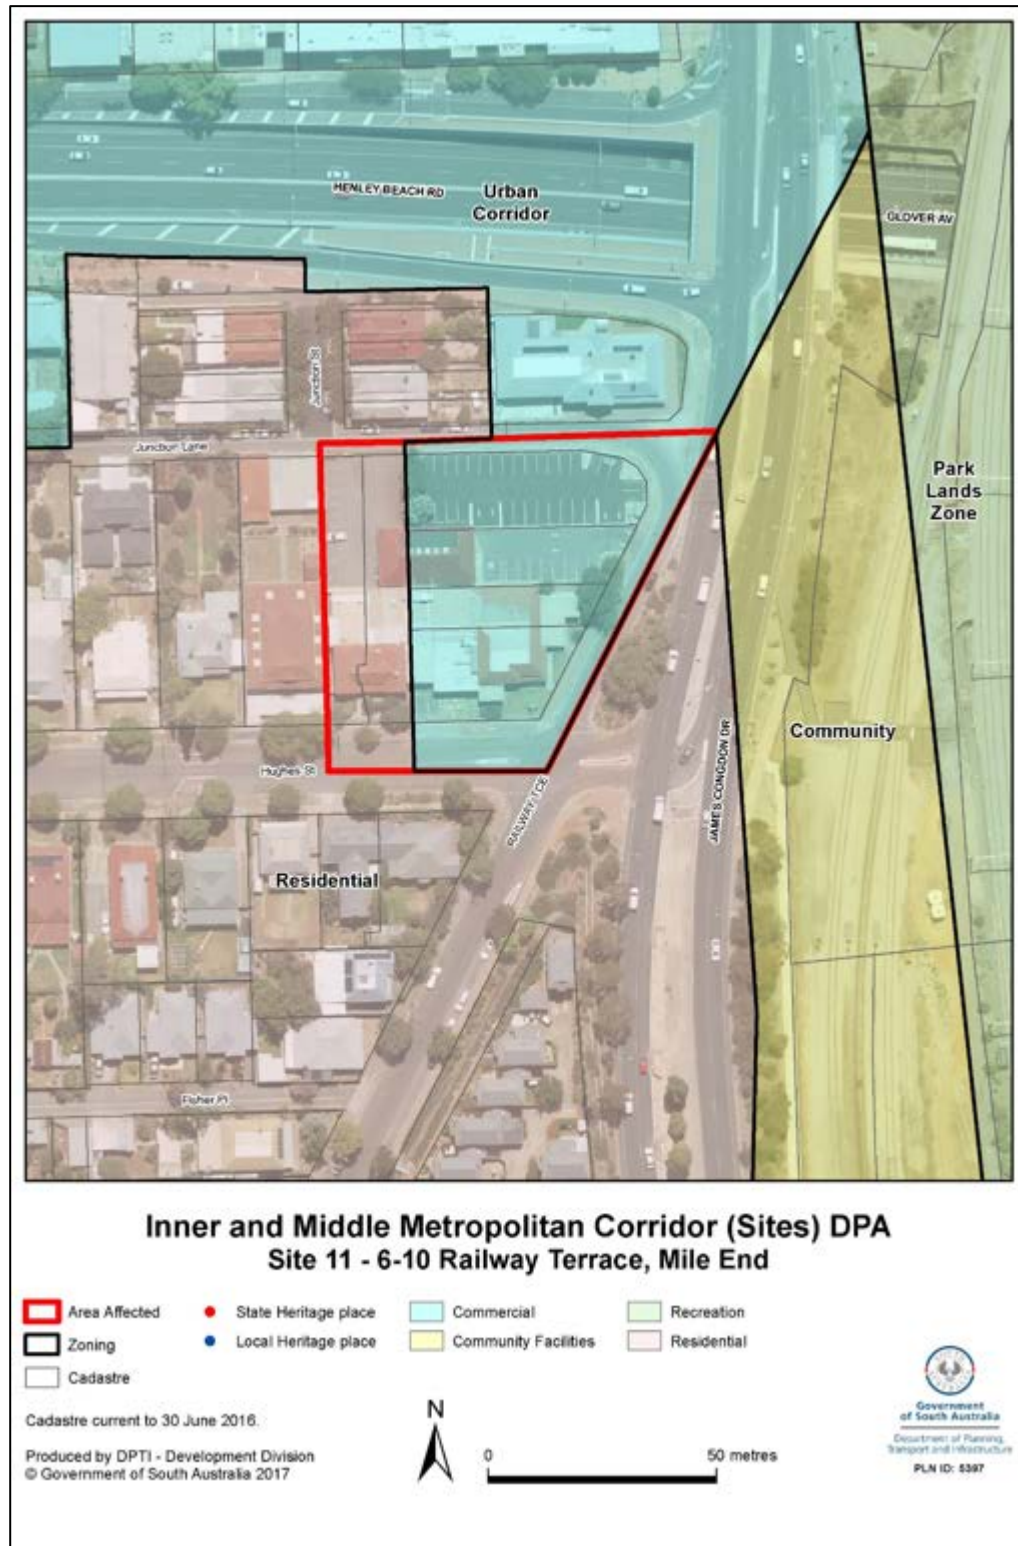 HENLEY BEACH RD
Urban
Corridor
GLOVER AV
Junction St
Junction Lane
Park
Lands
Zone
Community
Hughes St
RAILWAY TCE
JAMES CONGDON DR
Residential
Fisher Pl
Inner and Middle Metropolitan Corridor (Sites) DPA
Site 11 - 6-10 Railway Terrace, Mile End
Area Affected
State Heritage place
Commercial
Recreation
Zoning
Local Heritage place
Community Facilities
Residential
Cadastre
Cadastre current to 30 June 2016.
Produced by DPTI - Development Division
© Government of South Australia 2017
N
0 50 metres
Government
of South Australia
Department of Planning,
Transport and Infrastructure
PLN ID: 5397